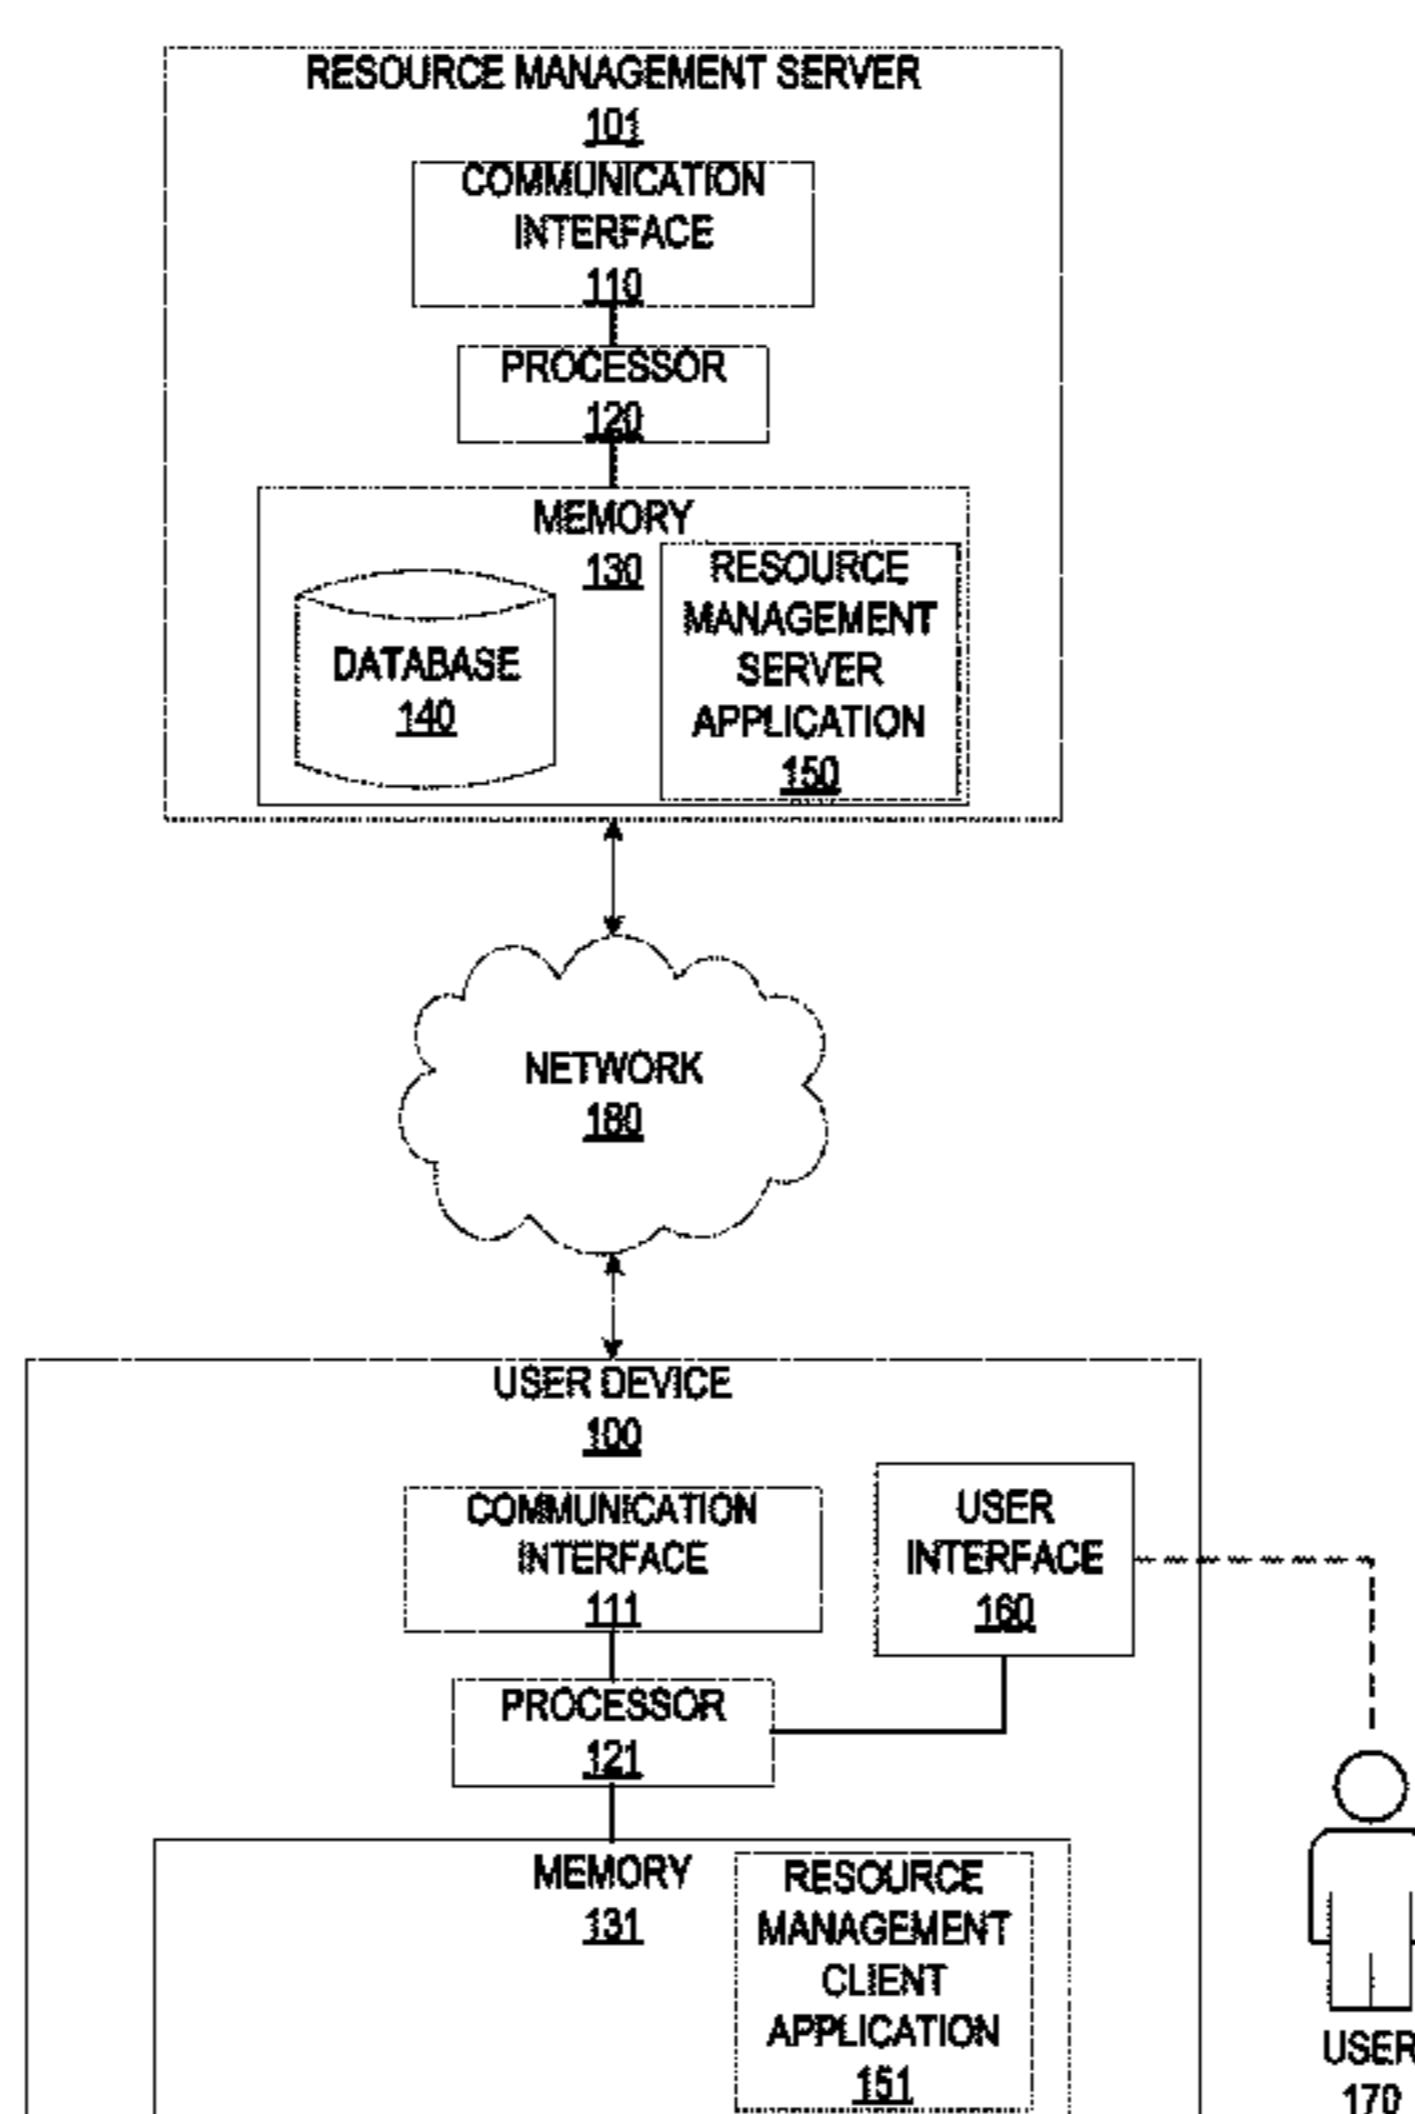 RESOURCE MANAGEMENT SERVER
101
COMMUNICATION
INTERFACE
110
PROCESSOR
120
MEMORY
130
DATABASE
140
RESOURCE
MANAGEMENT
SERVER
APPLICATION
150
NETWORK
180
USER DEVICE
100
COMMUNICATION
INTERFACE
111
USER
INTERFACE
160
PROCESSOR
121
MEMORY
131
RESOURCE
MANAGEMENT
CLIENT
APPLICATION
151
USER
170